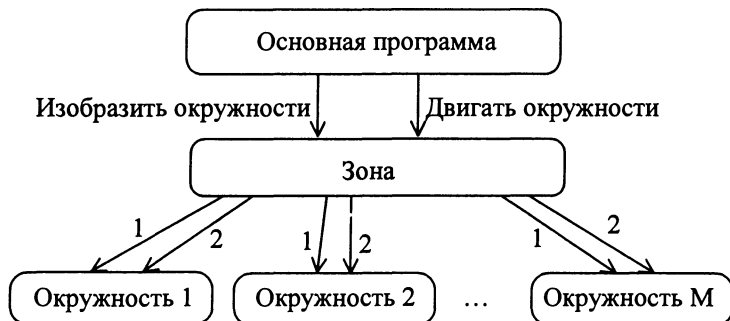 Основная программа
Изобразить окружности Двигать окружности
Зона
1 2 1 2 1 2
Окружность 1 Окружность 2 ... Окружность М